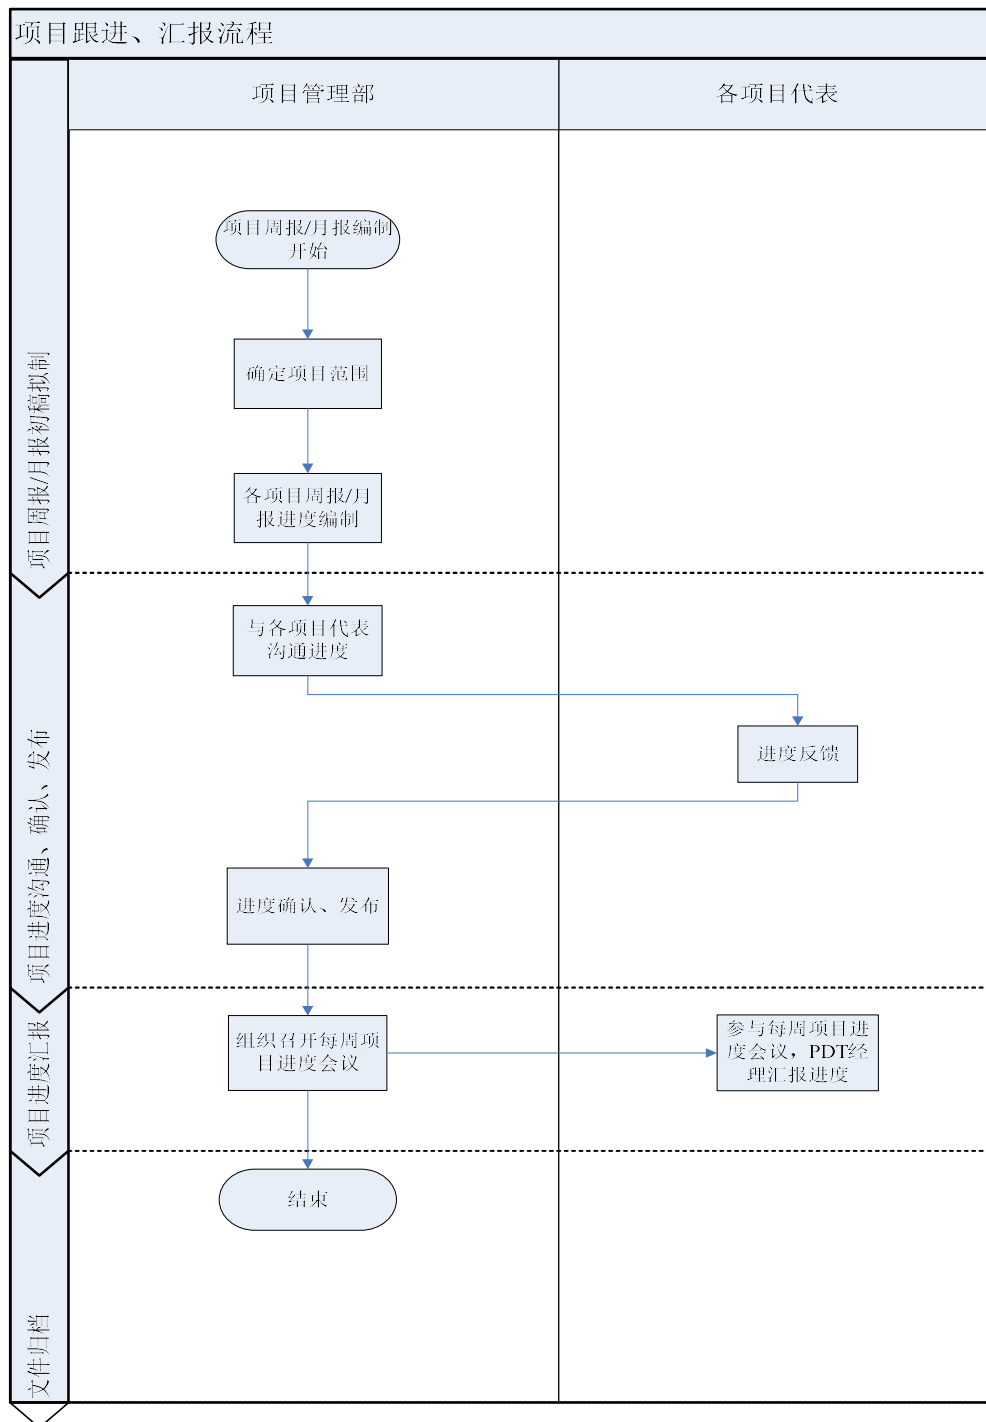 项目跟进、汇报流程
项目管理部
各项目代表
项目周报/月报初稿拟制
项目周报/月报编制
开始
确定项目范围
各项目周报/月
报进度编制
项目进度沟通、确认、发布
与各项目代表
沟通进度
进度反馈
进度确认、发布
项目进度汇报
组织召开每周项
目进度会议
参与每周项目进
度会议，PDT经
理汇报进度
文件归档
结束